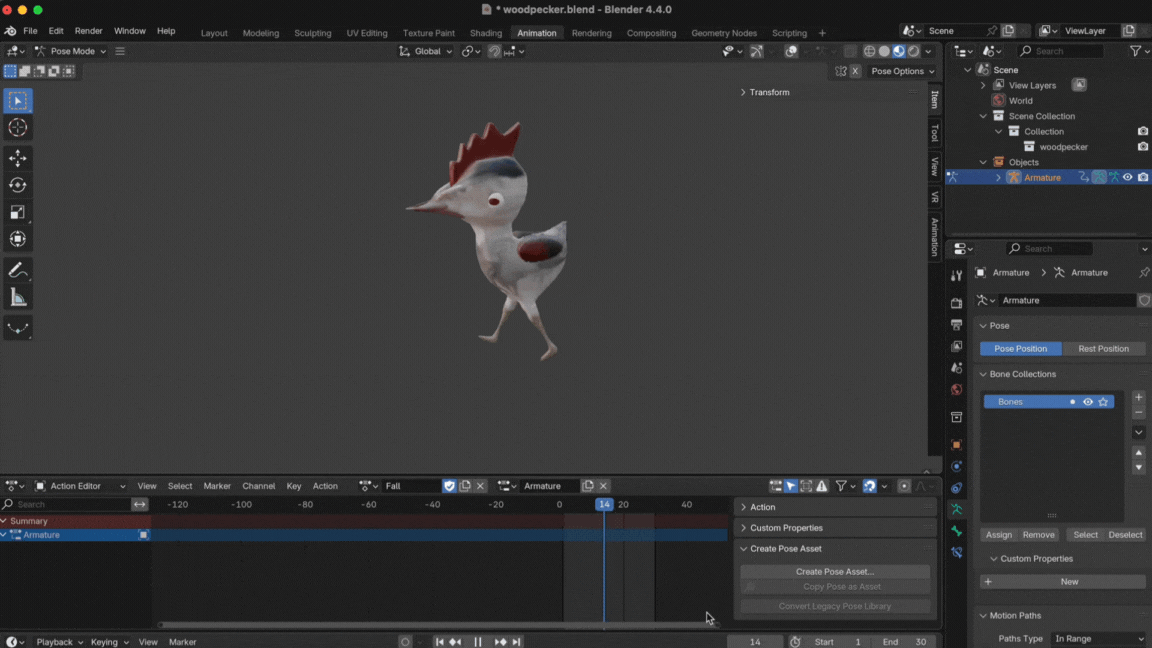 * woodpecker.blend - Blender 4.4.0
File Edit Render Window Help Layout Modeling Sculpting UV Editing Texture Paint Shading Animation Rendering Compositing Geometry Nodes Scripting + Scene ViewLayer
Pose Mode Global Search
X Pose Options
Transform
Item
Tool
View
VR
Animation
Scene
View Layers
World
Scene Collection
Collection
woodpecker
Objects
Armature
Search
Armature > Armature
Armature
Pose
Pose Position Rest Position
Bone Collections
Bones
Assign Remove Select Deselect
Custom Properties
+ New
Motion Paths
Paths Type In Range
Action Editor View Select Marker Channel Key Action Fall Armature
Search -120 -100 -80 -60 -40 -20 0 14 20 40
Summary
Armature
Action
Custom Properties
Create Pose Asset
Create Pose Asset...
Copy Pose as Asset
Convert Legacy Pose Library
Playback Keying View Marker 14 Start 1 End 30